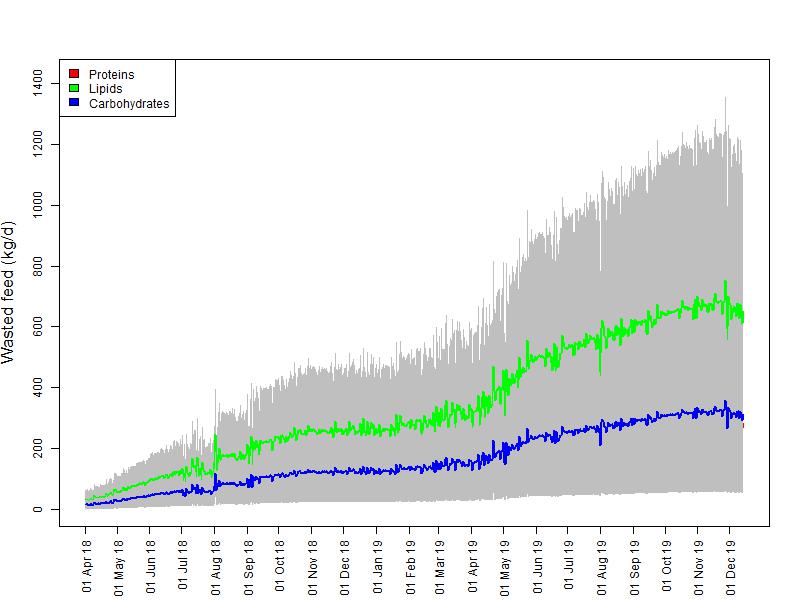 Proteins
Lipids
Carbohydrates
Wasted feed (kg/d)
1400
1200
1000
800
600
400
200
0
01 Apr 18
01 May 18
01 Jun 18
01 Jul 18
01 Aug 18
01 Sep 18
01 Oct 18
01 Nov 18
01 Dec 18
01 Jan 19
01 Feb 19
01 Mar 19
01 Apr 19
01 May 19
01 Jun 19
01 Jul 19
01 Aug 19
01 Sep 19
01 Oct 19
01 Nov 19
01 Dec 19